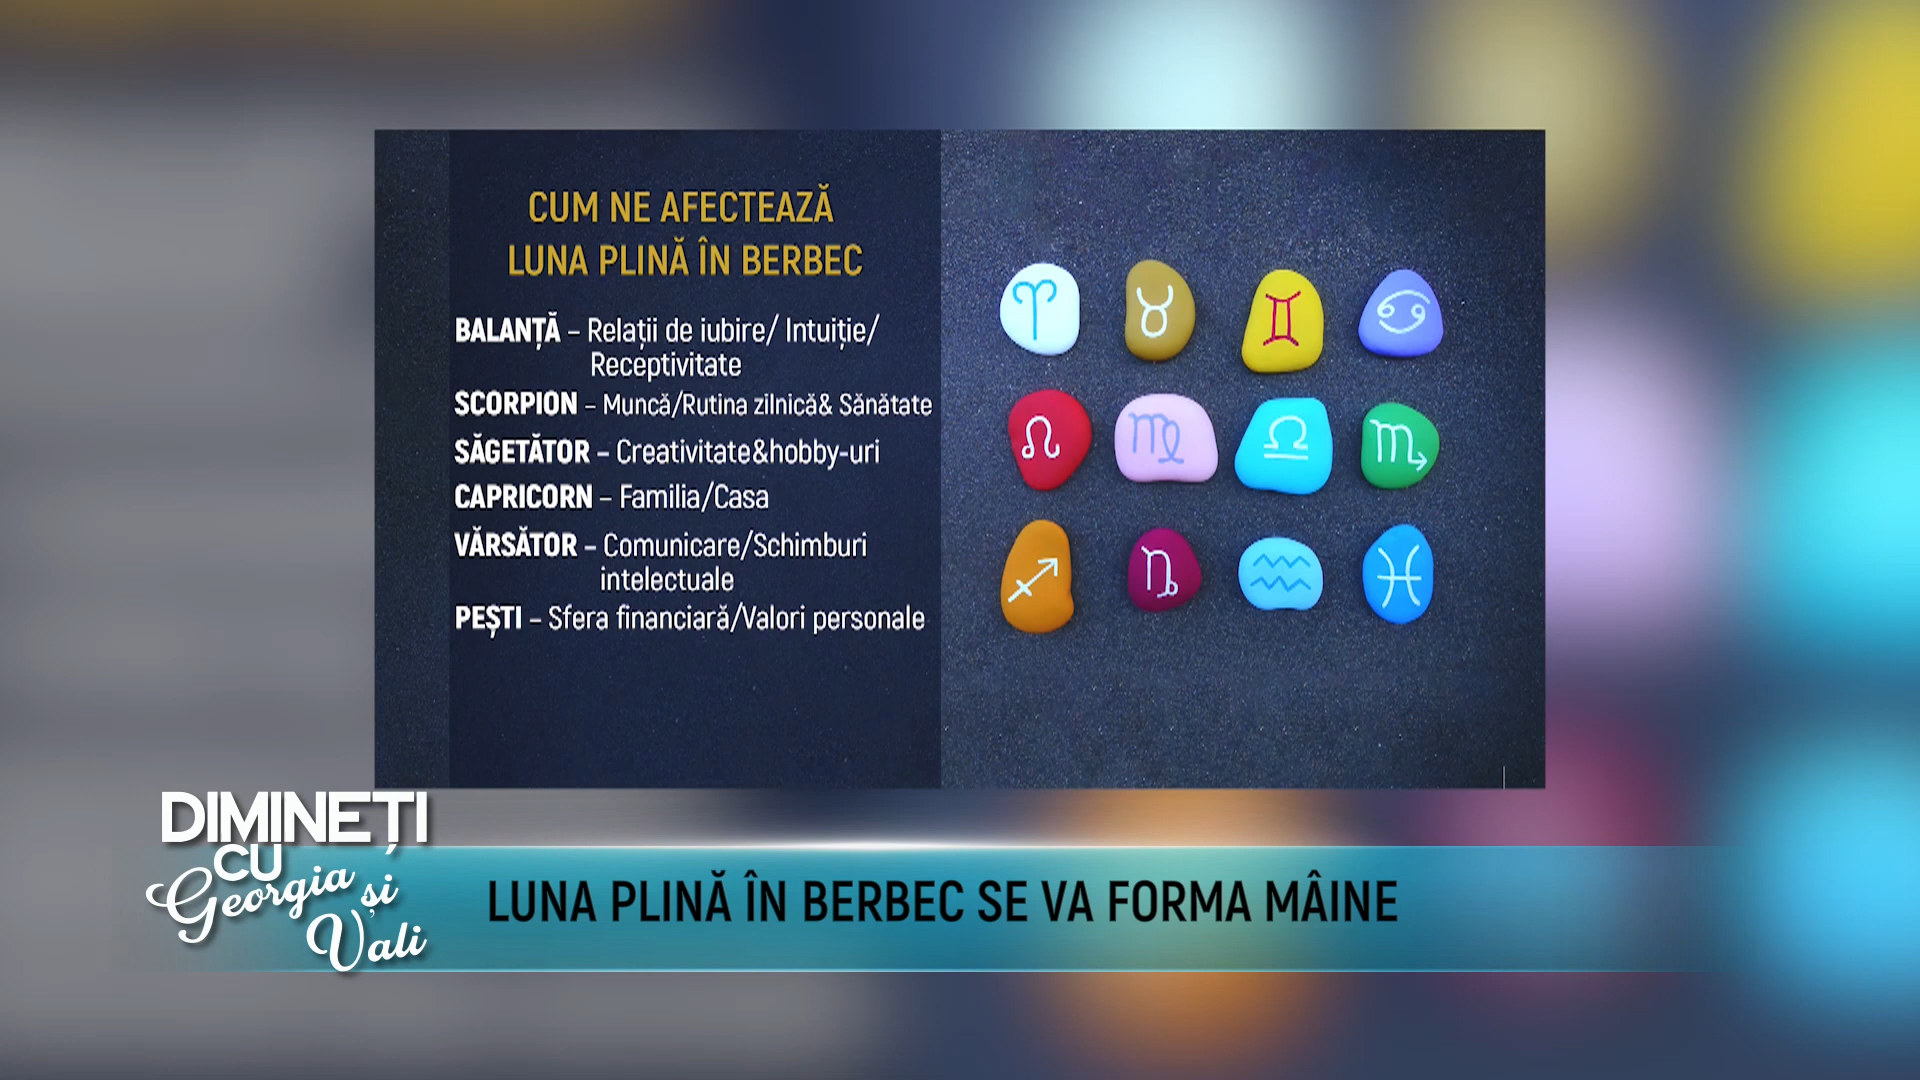 CUM NE AFECTEAZĂ
LUNA PLINĂ ÎN BERBEC
BALANȚĂ – Relații de iubire/ Intuiție/
Receptivitate
SCORPION – Muncă/Rutina zilnică& Sănătate
SĂGETĂTOR – Creativitate&hobby-uri
CAPRICORN – Familia/Casa
VĂRSĂTOR – Comunicare/Schimburi
intelectuale
PEȘTI – Sfera financiară/Valori personale
DIMINEȚI
CU
Georgia și
Vali
LUNA PLINĂ ÎN BERBEC SE VA FORMA MÂINE